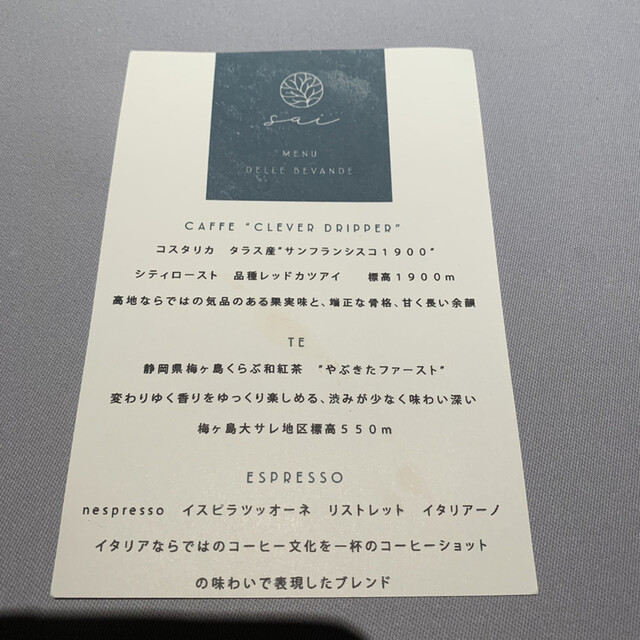 sai
MENU
DELLE BEVANDE
CAFFE “CLEVER DRIPPER”
コスタリカ　タラス産“サンフランシスコ１９００”
シティロースト　品種レッドカツアイ　　標高１９００ｍ
高地ならではの気品のある果実味と、端正な骨格、甘く長い余韻
TE
静岡県梅ヶ島くらぶ和紅茶　“やぶきたファースト”
変わりゆく香りをゆっくり楽しめる、渋みが少なく味わい深い
梅ヶ島大サレ地区標高５５０ｍ
ESPRESSO
nespresso　イスピラツッオーネ　リストレット　イタリアーノ
イタリアならではのコーヒー文化を一杯のコーヒーショット
の味わいで表現したブレンド